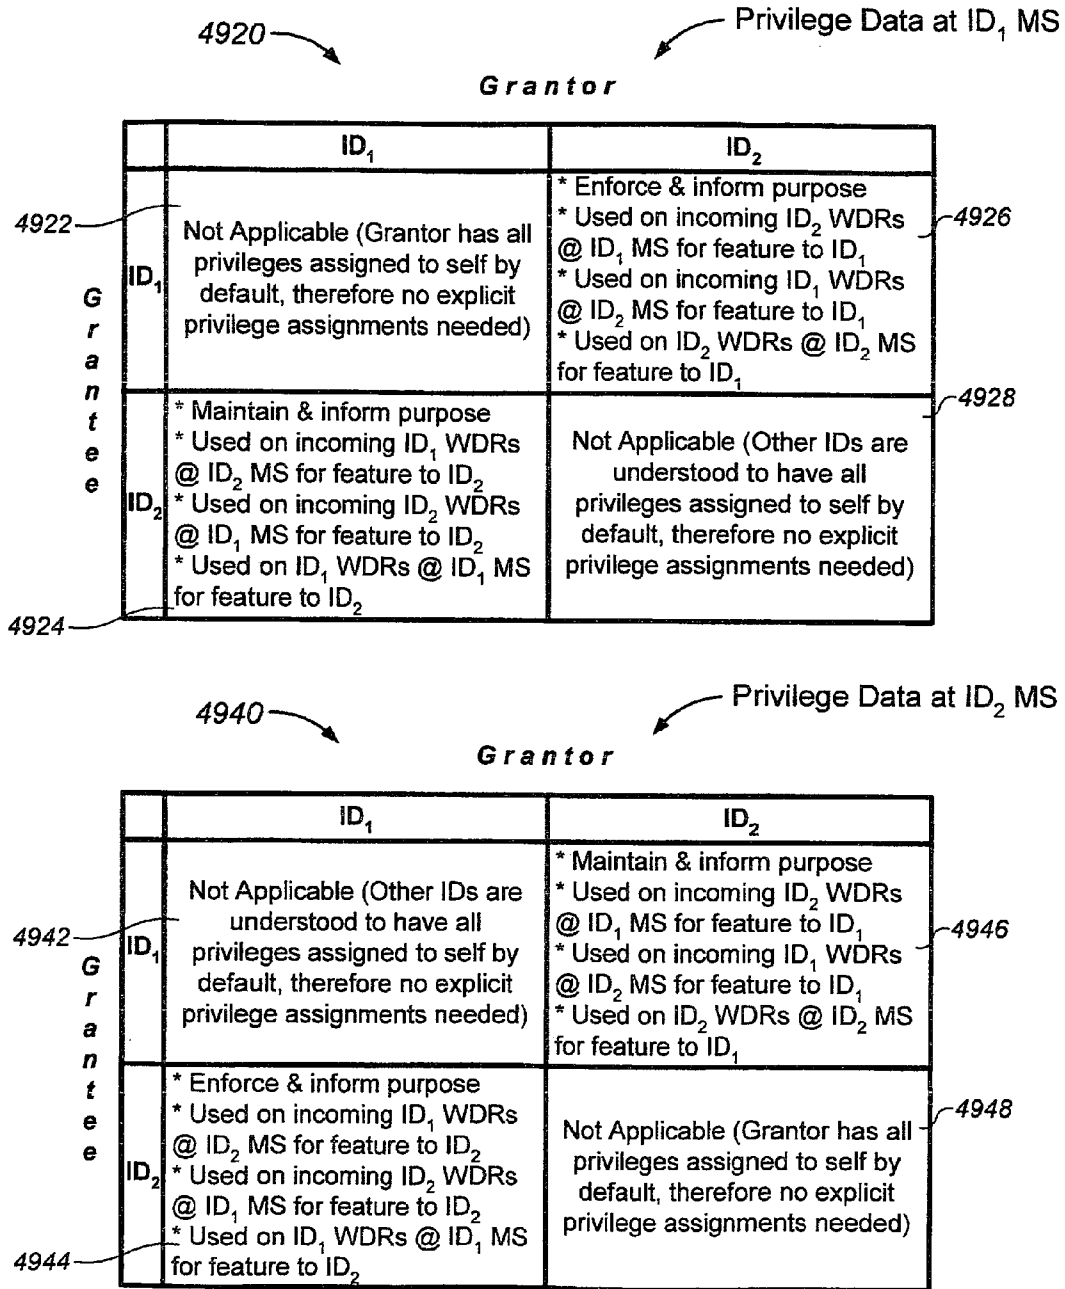 4920
Privilege Data at ID1 MS
Grantor
ID1
ID2
4922
Grantee
ID1
Not Applicable (Grantor has all
privileges assigned to self by
default, therefore no explicit
privilege assignments needed)
* Enforce & inform purpose
* Used on incoming ID2 WDRs
@ ID1 MS for feature to ID1
* Used on incoming ID1 WDRs
@ ID2 MS for feature to ID1
* Used on ID2 WDRs @ ID2 MS
for feature to ID1
4926
ID2
* Maintain & inform purpose
* Used on incoming ID1 WDRs
@ ID2 MS for feature to ID2
* Used on incoming ID2 WDRs
@ ID1 MS for feature to ID2
* Used on ID1 WDRs @ ID1 MS
for feature to ID2
4924
Not Applicable (Other IDs are
understood to have all
privileges assigned to self by
default, therefore no explicit
privilege assignments needed)
4928
4940
Privilege Data at ID2 MS
Grantor
ID1
ID2
4942
Grantee
ID1
Not Applicable (Other IDs are
understood to have all
privileges assigned to self by
default, therefore no explicit
privilege assignments needed)
* Maintain & inform purpose
* Used on incoming ID2 WDRs
@ ID1 MS for feature to ID1
* Used on incoming ID1 WDRs
@ ID2 MS for feature to ID1
* Used on ID2 WDRs @ ID2 MS
for feature to ID1
4946
ID2
* Enforce & inform purpose
* Used on incoming ID1 WDRs
@ ID2 MS for feature to ID2
* Used on incoming ID2 WDRs
@ ID1 MS for feature to ID2
* Used on ID1 WDRs @ ID1 MS
for feature to ID2
4944
Not Applicable (Grantor has all
privileges assigned to self by
default, therefore no explicit
privilege assignments needed)
4948